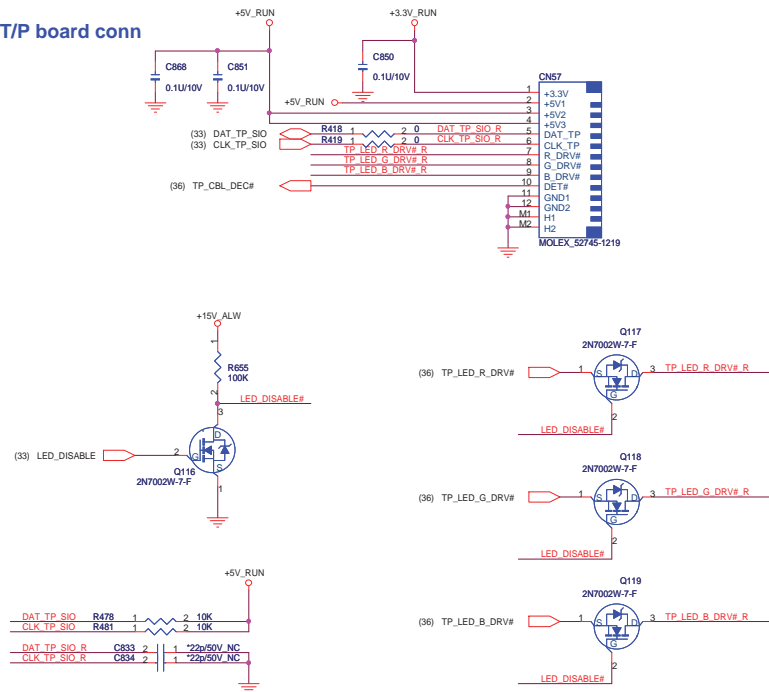 T/P board conn
+5V_RUN
+3.3V_RUN
C868
0.1U/10V
C851
0.1U/10V
C850
0.1U/10V
+5V_RUN
CN57
1 +3.3V
2 +5V1
3 +5V2
4 +5V3
(33) DAT_TP_SIO R418 1 2 0 DAT_TP_SIO_R 5 DAT_TP
(33) CLK_TP_SIO R419 1 2 0 CLK_TP_SIO_R 6 CLK_TP
TP_LED_R_DRV#_R 7 R_DRV#
TP_LED_G_DRV#_R 8 G_DRV#
TP_LED_B_DRV#_R 9 B_DRV#
(36) TP_CBL_DEC# 10 DET#
11 GND1
12 GND2
M1 H1
M2 H2
MOLEX_52745-1219
+15V_ALW
1
R655
100K
2
LED_DISABLE#
3
D
(33) LED_DISABLE 2 G
S
Q116
2N7002W-7-F
1
Q117
2N7002W-7-F
(36) TP_LED_R_DRV# 1 S D 3 TP_LED_R_DRV#_R
G
2
LED_DISABLE#
Q118
2N7002W-7-F
(36) TP_LED_G_DRV# 1 S D 3 TP_LED_G_DRV#_R
G
2
LED_DISABLE#
Q119
2N7002W-7-F
(36) TP_LED_B_DRV# 1 S D 3 TP_LED_B_DRV#_R
G
2
LED_DISABLE#
+5V_RUN
DAT_TP_SIO R478 1 2 10K
CLK_TP_SIO R481 1 2 10K
DAT_TP_SIO_R C833 2 1 *22p/50V_NC
CLK_TP_SIO_R C834 2 1 *22p/50V_NC